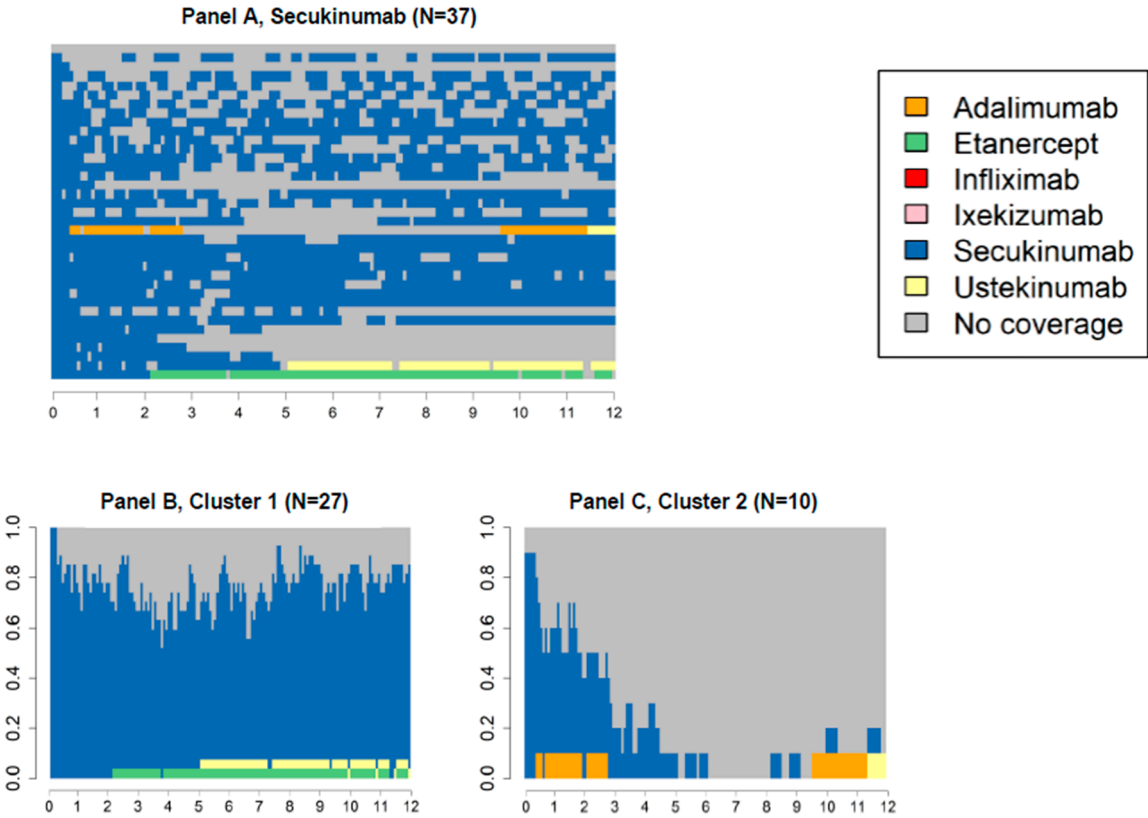 Panel A, Secukinumab (N=37)
0 1 2 3 4 5 6 7 8 9 10 11 12
Adalimumab
Etanercept
Infliximab
Ixekizumab
Secukinumab
Ustekinumab
No coverage
Panel B, Cluster 1 (N=27)
1.0
0.8
0.6
0.4
0.2
0.0
0 1 2 3 4 5 6 7 8 9 10 11 12
Panel C, Cluster 2 (N=10)
1.0
0.8
0.6
0.4
0.2
0.0
0 1 2 3 4 5 6 7 8 9 10 11 12